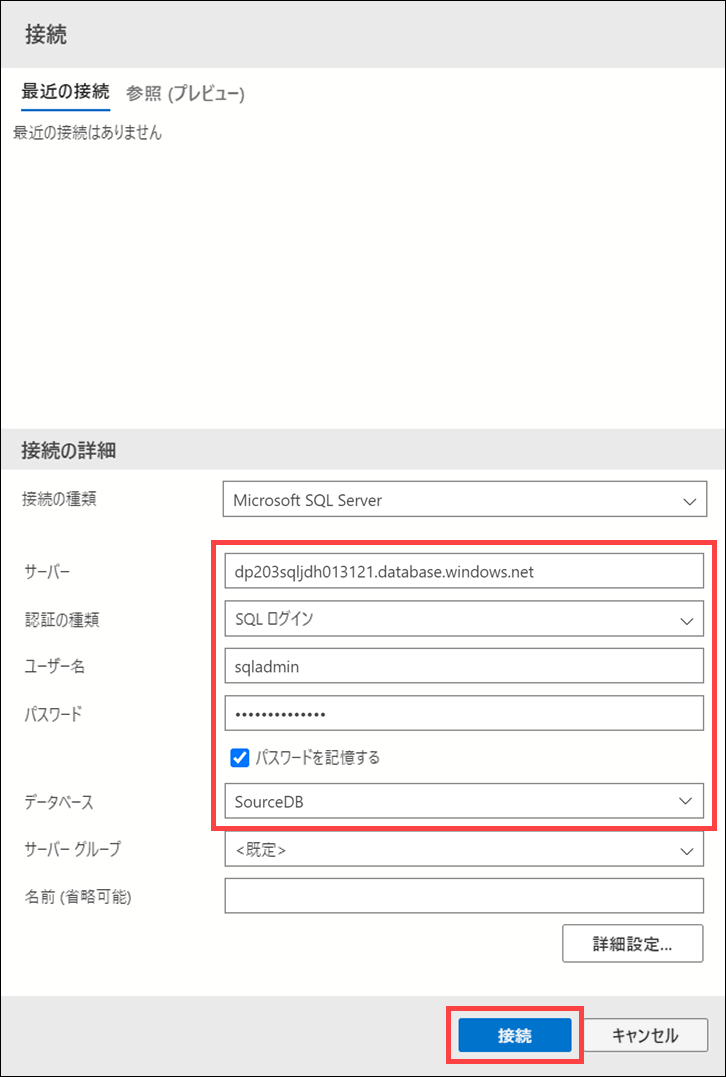 接続
最近の接続 参照 (プレビュー)
最近の接続はありません
接続の詳細
接続の種類 Microsoft SQL Server
サーバー dp203sqljdh013121.database.windows.net
認証の種類 SQL ログイン
ユーザー名 sqladmin
パスワード ••••••••••••••
パスワードを記憶する
データベース SourceDB
サーバー グループ <既定>
名前 (省略可能)
詳細設定...
接続 キャンセル